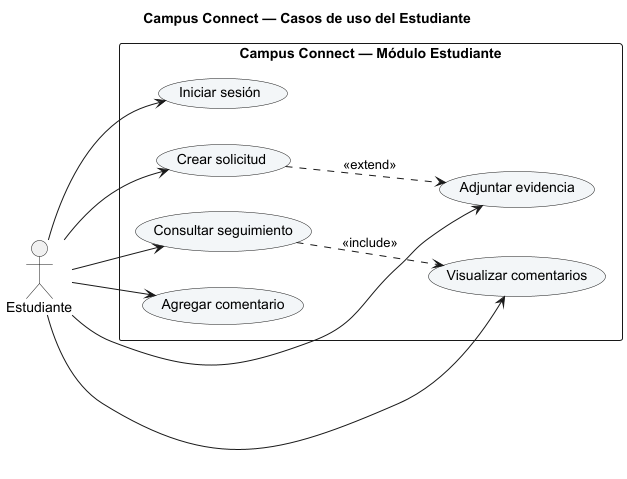 Campus Connect — Casos de uso del Estudiante
Campus Connect — Módulo Estudiante
Iniciar sesión
Crear solicitud
«extend»
Adjuntar evidencia
Consultar seguimiento
«include»
Visualizar comentarios
Agregar comentario
Estudiante